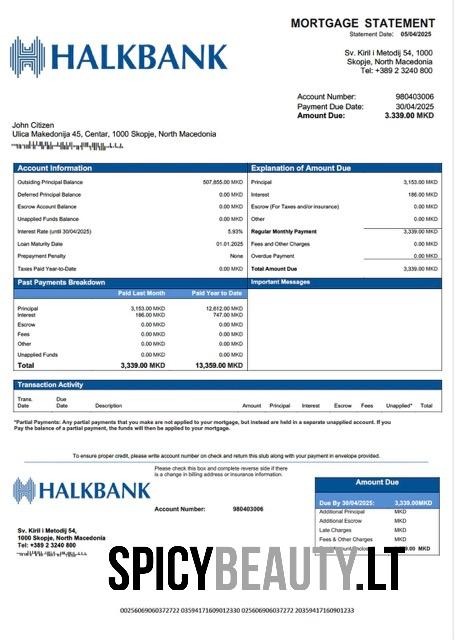 MORTGAGE STATEMENT
Statement Date: 05/04/2025
HALKBANK
Sv. Kiril i Metodij 54, 1000
Skopje, North Macedonia
Tel: +389 2 3240 800
Account Number: 980403006
Payment Due Date: 30/04/2025
Amount Due: 3.339.00 MKD
John Citizen
Ulica Makedonija 45, Centar, 1000 Skopje, North Macedonia
Account Information
Outsiding Principal Balance 507,855.00 MKD
Deferred Principal Balance 0.00 MKD
Escrow Account Balance 0.00 MKD
Unapplied Funds Balance 0.00 MKD
Interest Rate (until 30/04/2025) 5.93%
Loan Maturity Date 01.01.2025
Prepayment Penalty None
Taxes Paid Year-to-Date 0.00 MKD
Explanation of Amount Due
Principal 3,153.00 MKD
Interest 186.00 MKD
Escrow (For Taxes and/or insurance) 0.00 MKD
Other 0.00 MKD
Regular Monthly Payment 3,339.00 MKD
Fees and Other Charges 0.00 MKD
Overdue Payment 0.00 MKD
Total Amount Due 3,339.00 MKD
Past Payments Breakdown
Paid Last Month Paid Year to Date
Principal 3,153.00 MKD 12,612.00 MKD
Interest 186.00 MKD 747.00 MKD
Escrow 0.00 MKD 0.00 MKD
Fees 0.00 MKD 0.00 MKD
Other 0.00 MKD 0.00 MKD
Unapplied Funds 0.00 MKD 0.00 MKD
Total 3,339.00 MKD 13,359.00 MKD
Important Messages
Transaction Activity
Trans. Date Due Date Description Amount Principal Interest Escrow Fees Unapplied* Total
*Partial Payments: Any partial payments that you make are not applied to your mortgage, but instead are held in a separate unapplied account. If you
Pay the balance of a partial payment, the funds will then be applied to your mortgage.
To ensure proper credit, please write account number on check and return this stub along with your payment in envelope provided.
Please check this box and complete reverse side if there
is a change in billing address or insurance information.
HALKBANK
Account Number: 980403006
Sv. Kiril i Metodij 54,
1000 Skopje, North Macedonia
Tel: +389 2 3240 800
Amount Due
Due By 30/04/2025: 3,339.00MKD
Additional Principal MKD
Additional Escrow MKD
Late Charges MKD
Fees & Other Charges MKD
MKD
SPICYBEAUTY.LT
00256069060372722 03594171609012330 0256069060372272 20359417160901233